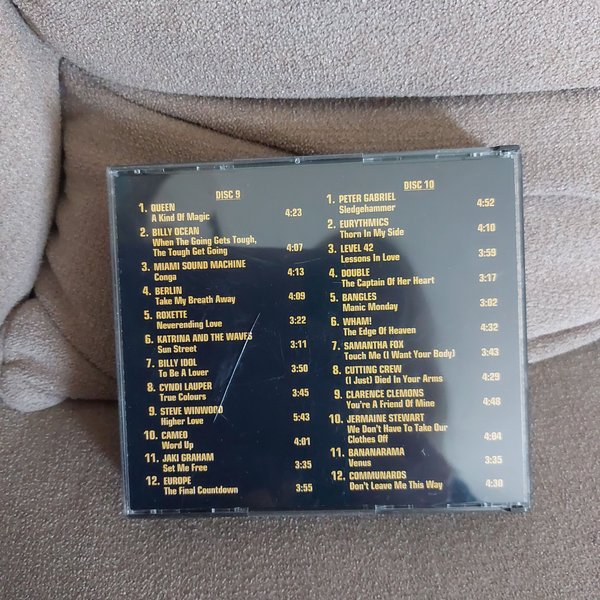 DISC 9
1. QUEEN
A Kind Of Magic 4:23
2. BILLY OCEAN
When The Going Gets Tough,
The Tough Get Going 4:07
3. MIAMI SOUND MACHINE
Conga 4:13
4. BERLIN
Take My Breath Away 4:09
5. ROXETTE
Neverending Love 3:22
6. KATRINA AND THE WAVES
Sun Street 3:11
7. BILLY IDOL
To Be A Lover 3:50
8. CYNDI LAUPER
True Colours 3:45
9. STEVE WINWOOD
Higher Love 5:43
10. CAMEO
Word Up 4:01
11. JAKI GRAHAM
Set Me Free 3:35
12. EUROPE
The Final Countdown 3:55
DISC 10
1. PETER GABRIEL
Sledgehammer 4:52
2. EURYTHMICS
Thorn In My Side 4:10
3. LEVEL 42
Lessons In Love 3:59
4. DOUBLE
The Captain Of Her Heart 3:17
5. BANGLES
Manic Monday 3:02
6. WHAM!
The Edge Of Heaven 4:32
7. SAMANTHA FOX
Touch Me (I Want Your Body) 3:43
8. CUTTING CREW
(I Just) Died In Your Arms 4:29
9. CLARENCE CLEMONS
You're A Friend Of Mine 4:48
10. JERMAINE STEWART
We Don't Have To Take Our
Clothes Off 4:04
11. BANANARAMA
Venus 3:35
12. COMMUNARDS
Don't Leave Me This Way 4:30